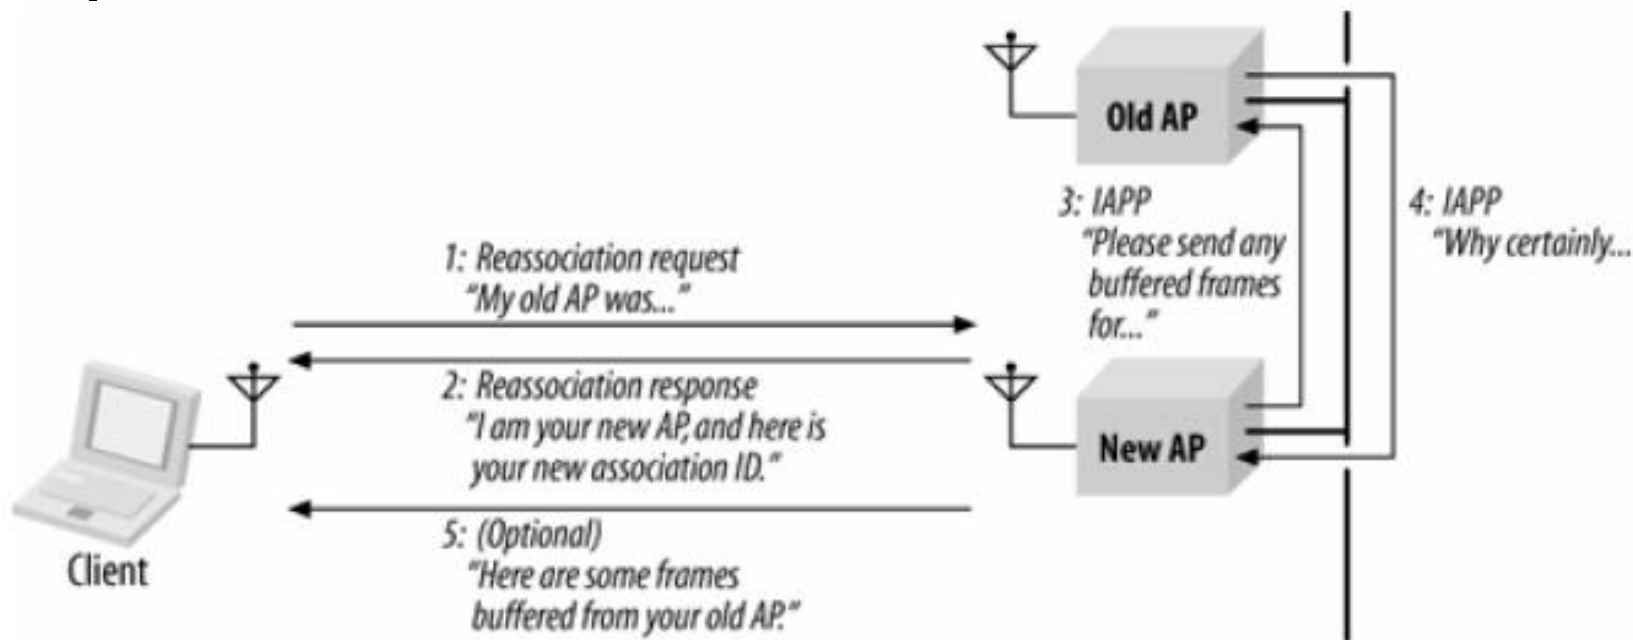 Old AP
3: IAPP
"Please send any
buffered frames
for..."
4: IAPP
"Why certainly...
1: Reassociation request
"My old AP was..."
2: Reassociation response
"I am your new AP, and here is
your new association ID."
New AP
5: (Optional)
"Here are some frames
buffered from your old AP."
Client